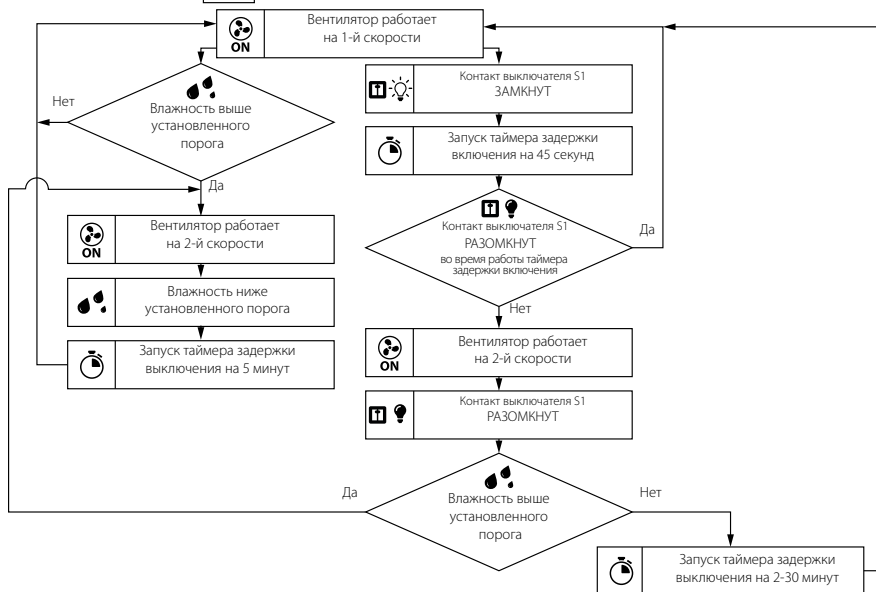 Вентилятор работает
на 1-й скорости
ON
Контакт выключателя S1
ЗАМКНУТ
Нет
Влажность выше
установленного
порога
Запуск таймера задержки
включения на 45 секунд
Да
Контакт выключателя S1
РАЗОМКНУТ
во время работы таймера
задержки включения
Да
Вентилятор работает
на 2-й скорости
ON
Влажность ниже
установленного порога
Нет
Запуск таймера задержки
выключения на 5 минут
Вентилятор работает
на 2-й скорости
ON
Контакт выключателя S1
РАЗОМКНУТ
Да
Влажность выше
установленного
порога
Нет
Запуск таймера задержки
выключения на 2-30 минут